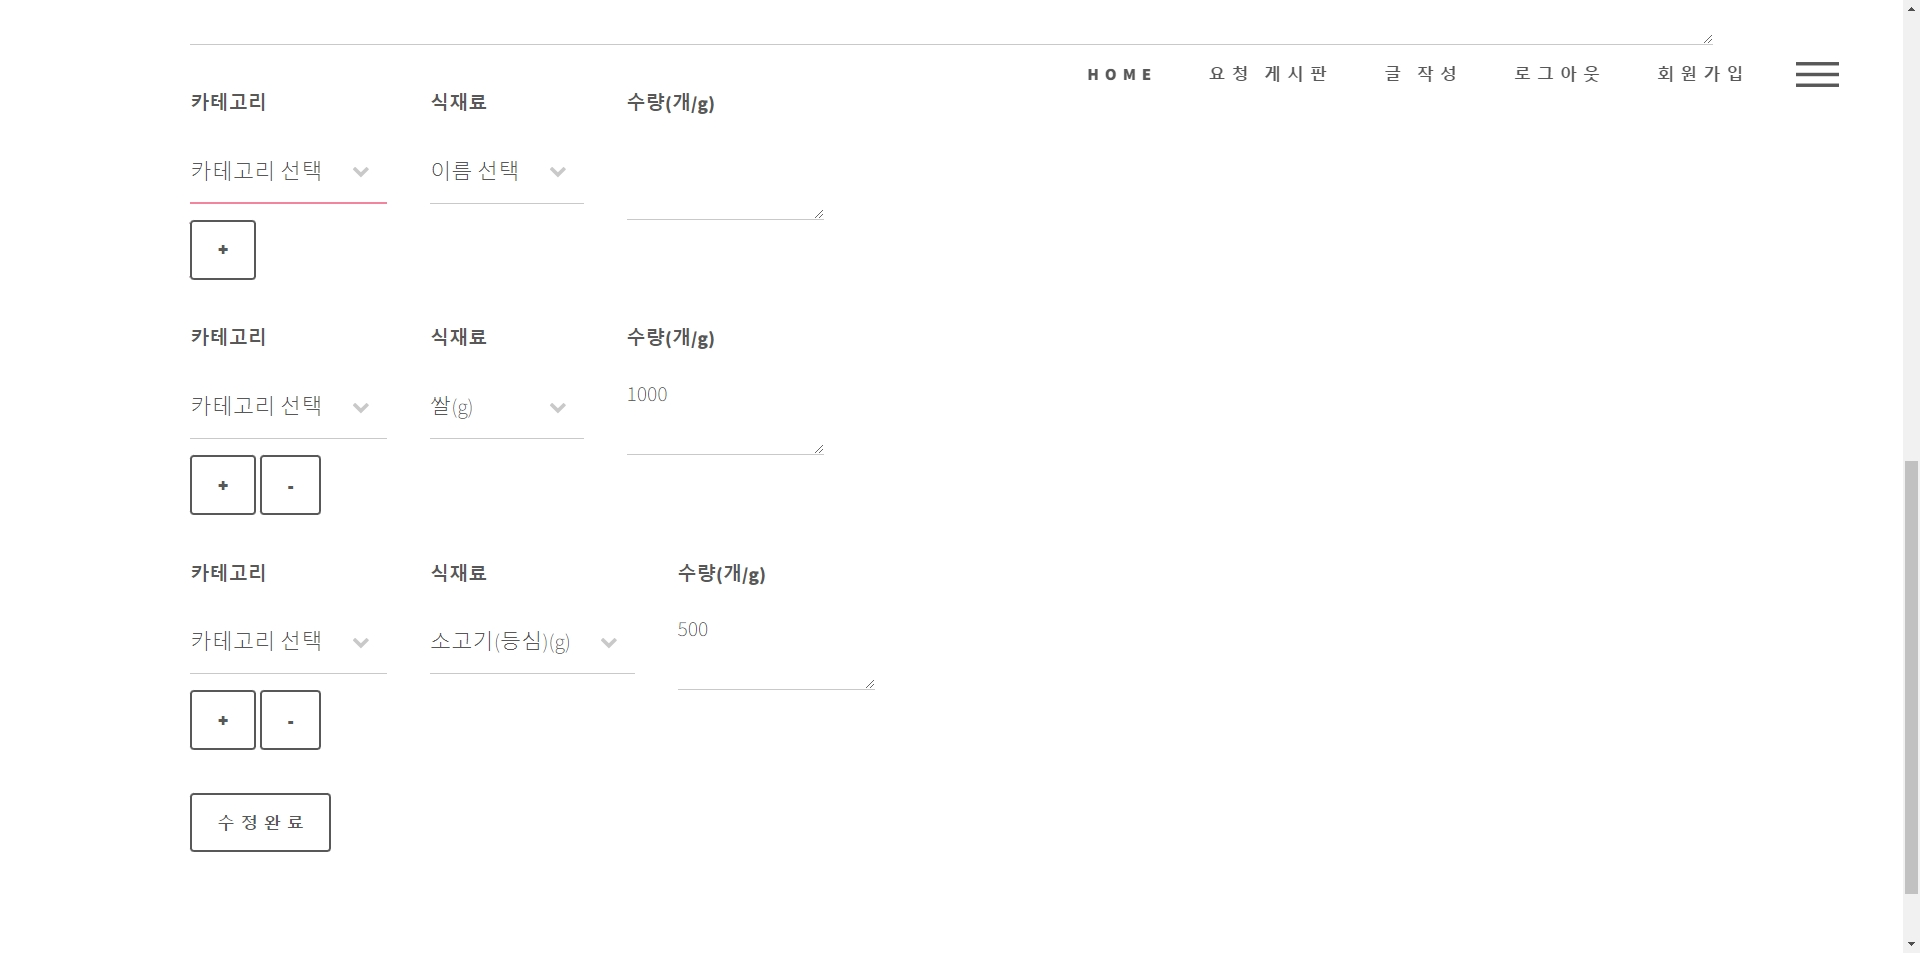 HOME 요청 게시판 글 작성 로그아웃 회원가입
카테고리 식재료 수량(개/g)
카테고리 선택 이름 선택
+
카테고리 식재료 수량(개/g)
카테고리 선택 쌀(g) 1000
+ -
카테고리 식재료 수량(개/g)
카테고리 선택 소고기(등심)(g) 500
+ -
수정완료